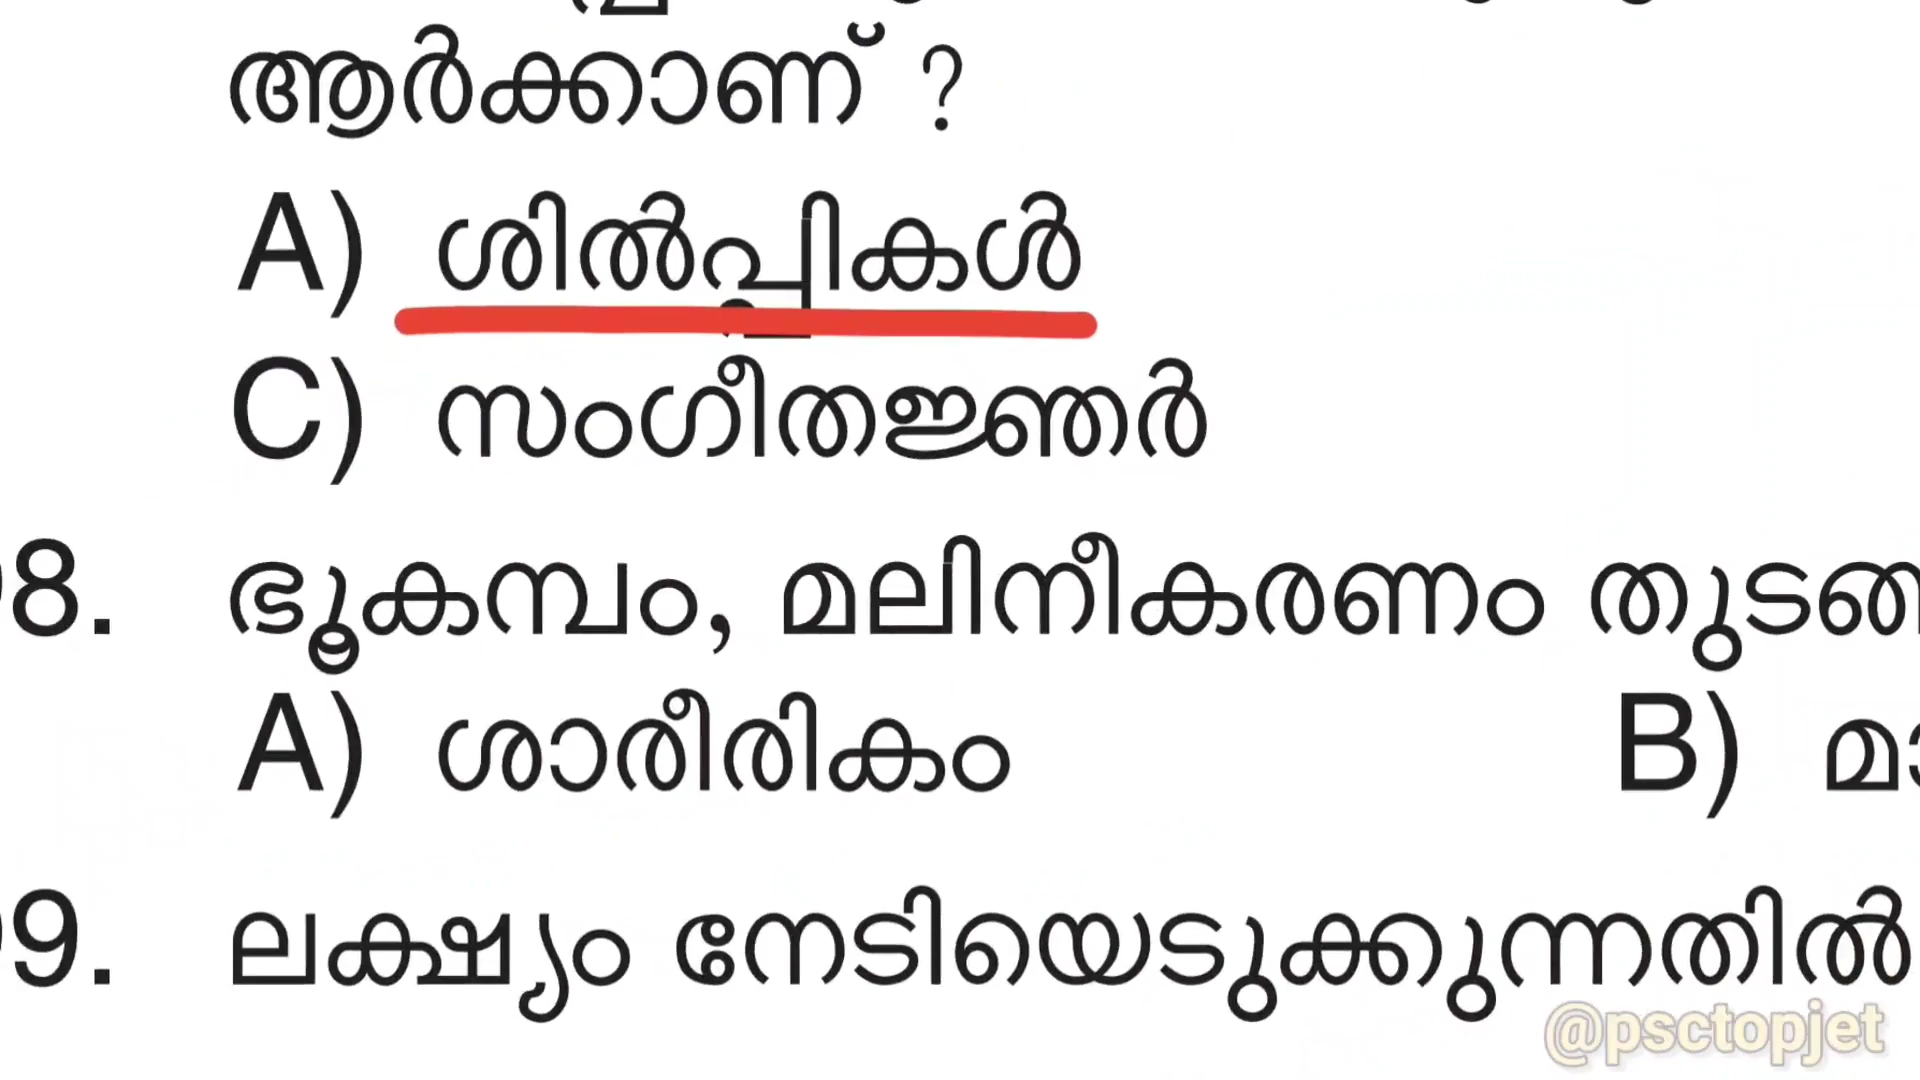 ആർക്കാണ് ?
A) ശിൽപ്പികൾ
C) സംഗീതജ്ഞർ
8. ഭൂകമ്പം, മലിനീകരണം
A) ശാരീരികം B)
9. ലക്ഷ്യം നേടിയെടുക്കുന്നതിൽ
@psctopjet